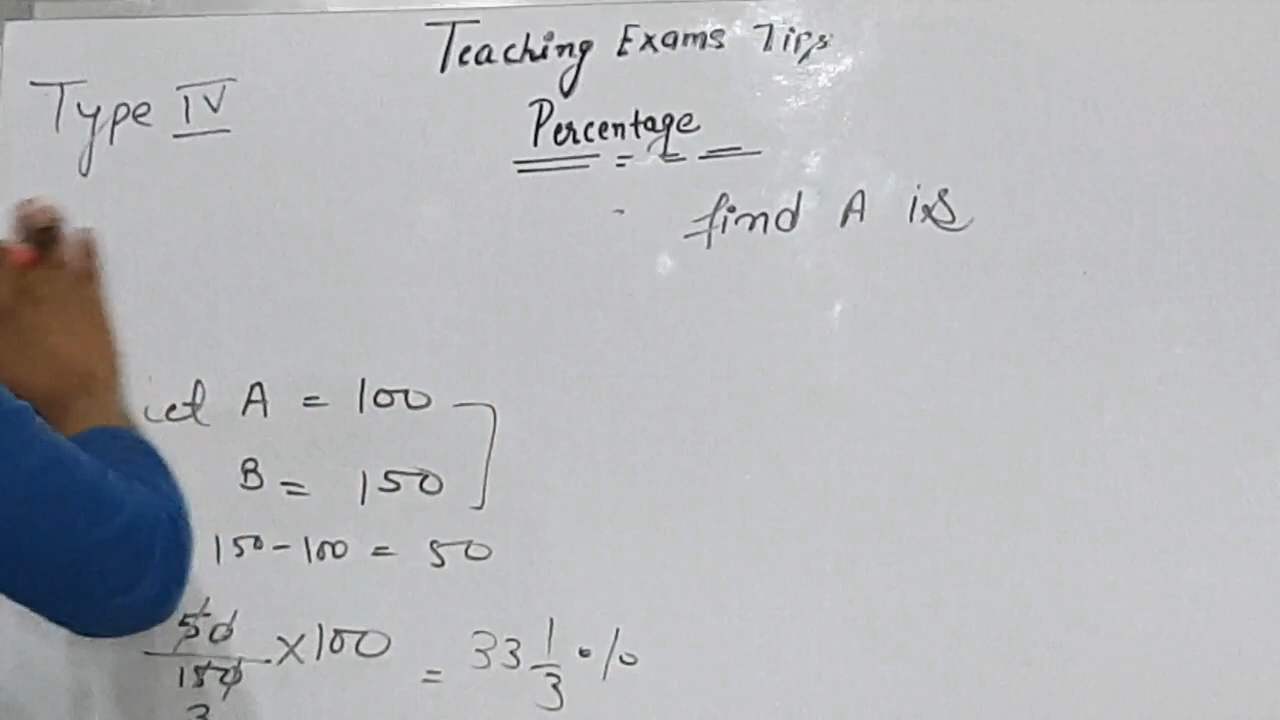 Teaching Exams Tips
Type IV
Percentage
find A is
let A = 100
B = 150
150 - 100 = 50
50/150 × 100 = 33 1/3 %
3